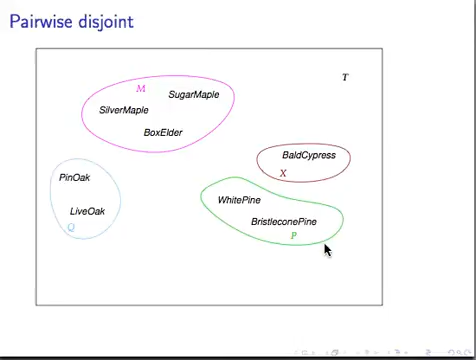 Pairwise disjoint
T
M
SugarMaple
SilverMaple
BoxElder
BaldCypress
X
PinOak
LiveOak
Q
WhitePine
BristleconePine
P